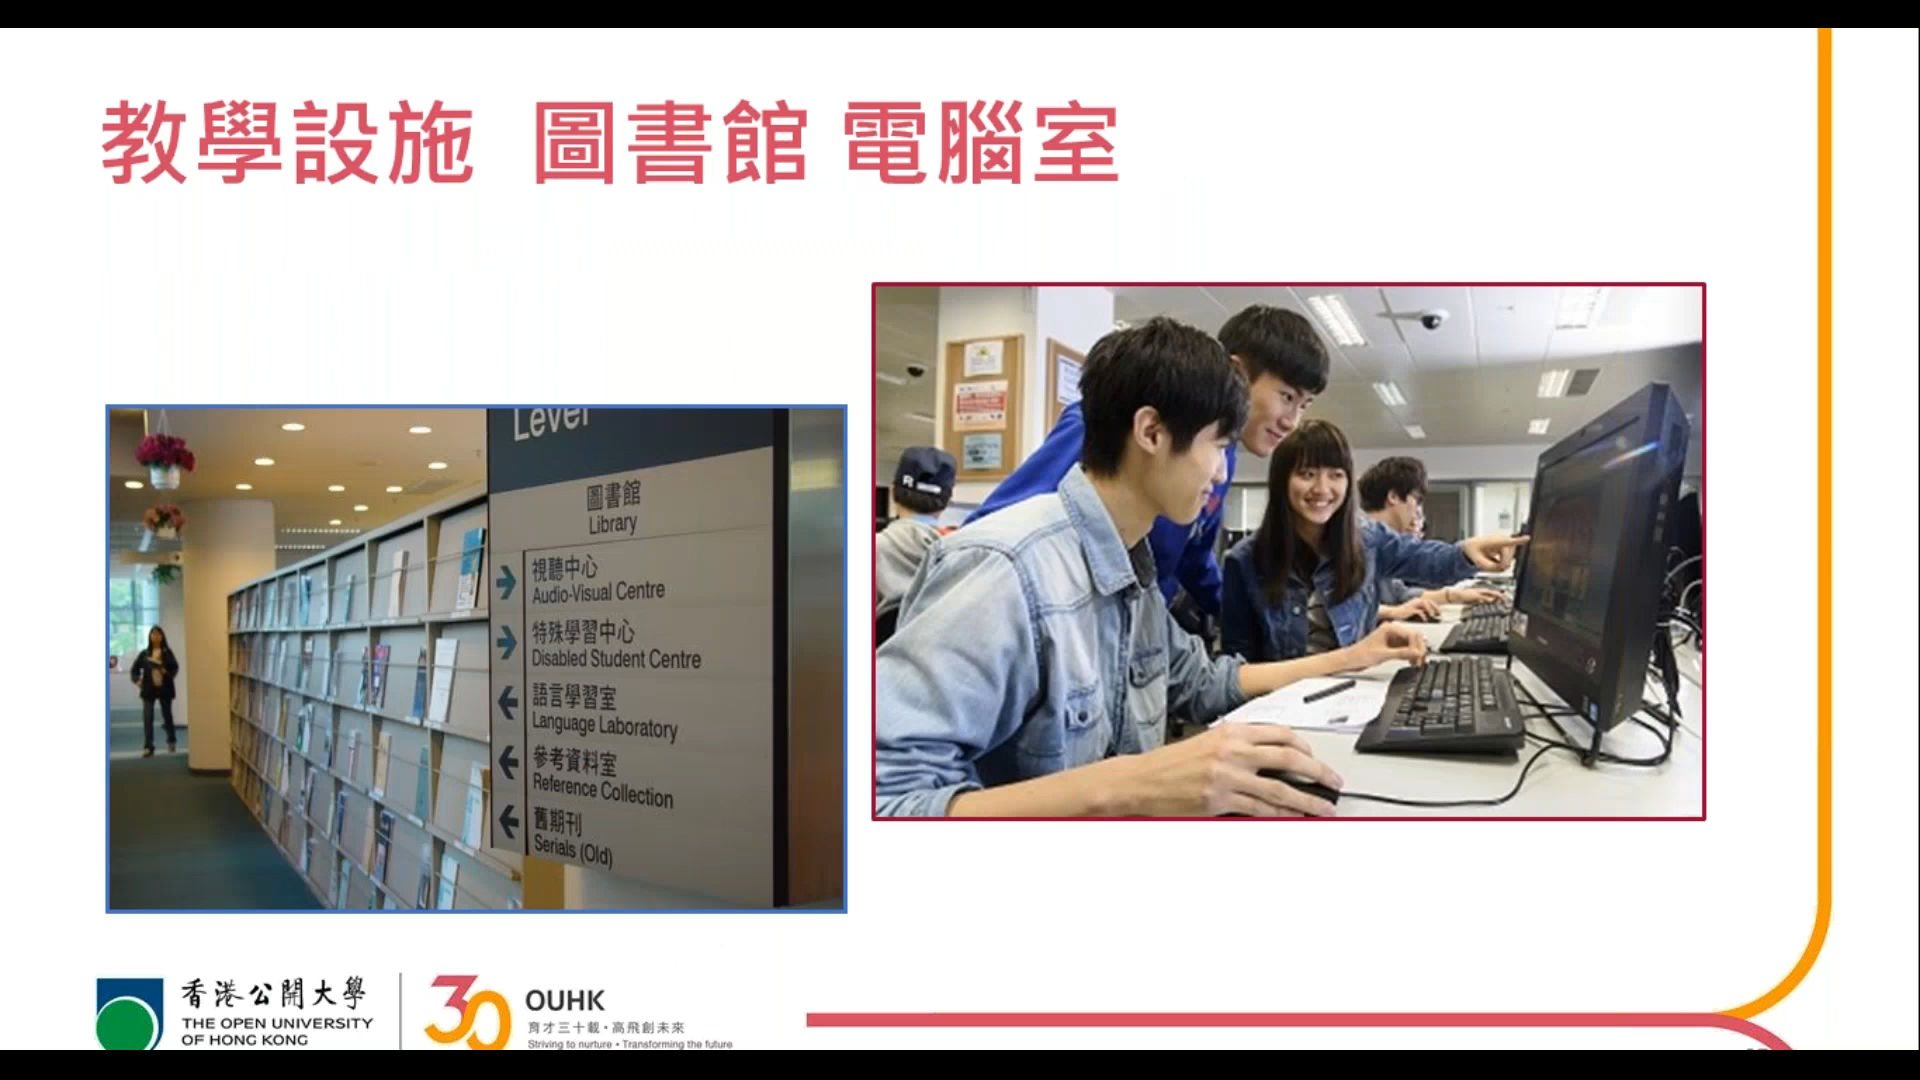 教學設施 圖書館 電腦室
Level
圖書館
Library
視聽中心
Audio-Visual Centre
特殊學習中心
Disabled Student Centre
語言學習室
Language Laboratory
參考資料室
Reference Collection
舊期刊
Serials (Old)
香港公開大學
THE OPEN UNIVERSITY
OF HONG KONG
30
OUHK
育才三十載·高飛創未來
Striving to nurture • Transforming the future